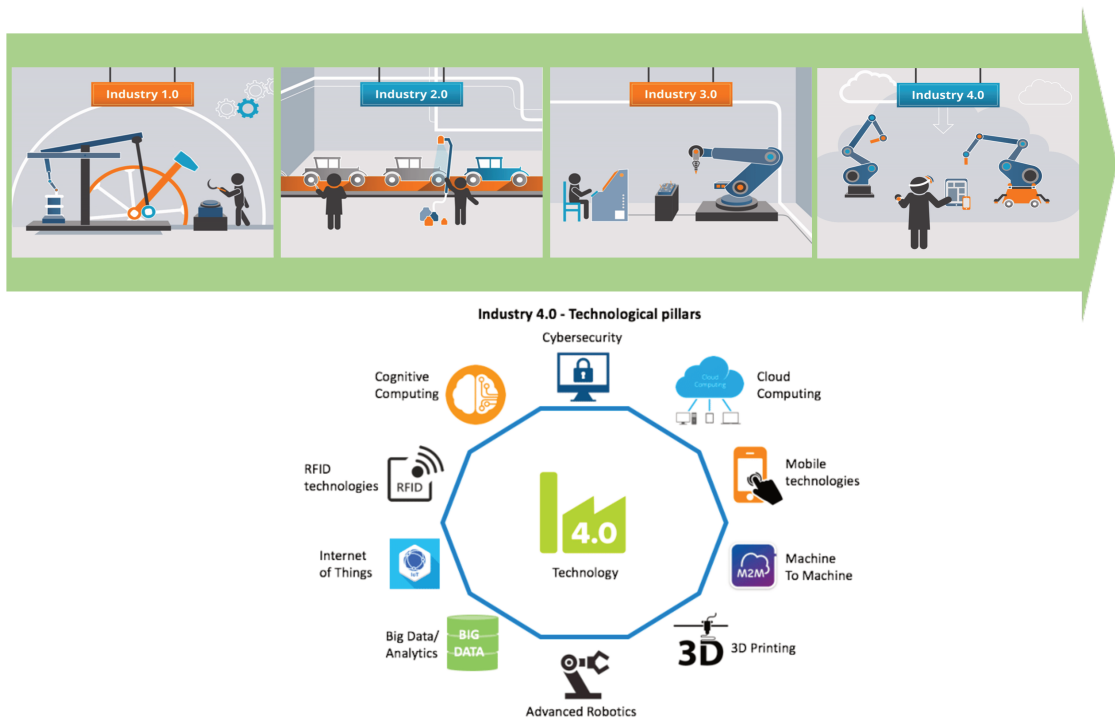 Industry 1.0
Industry 2.0
Industry 3.0
Industry 4.0
Industry 4.0 - Technological pillars
Cybersecurity
Cognitive
Computing
Cloud Computing
Cloud
Computing
RFID
technologies
RFID
Mobile
technologies
4.0
Technology
Internet
of Things
IoT
M2M
Machine
To Machine
Big Data/
Analytics
BIG
DATA
3D
3D Printing
Advanced Robotics